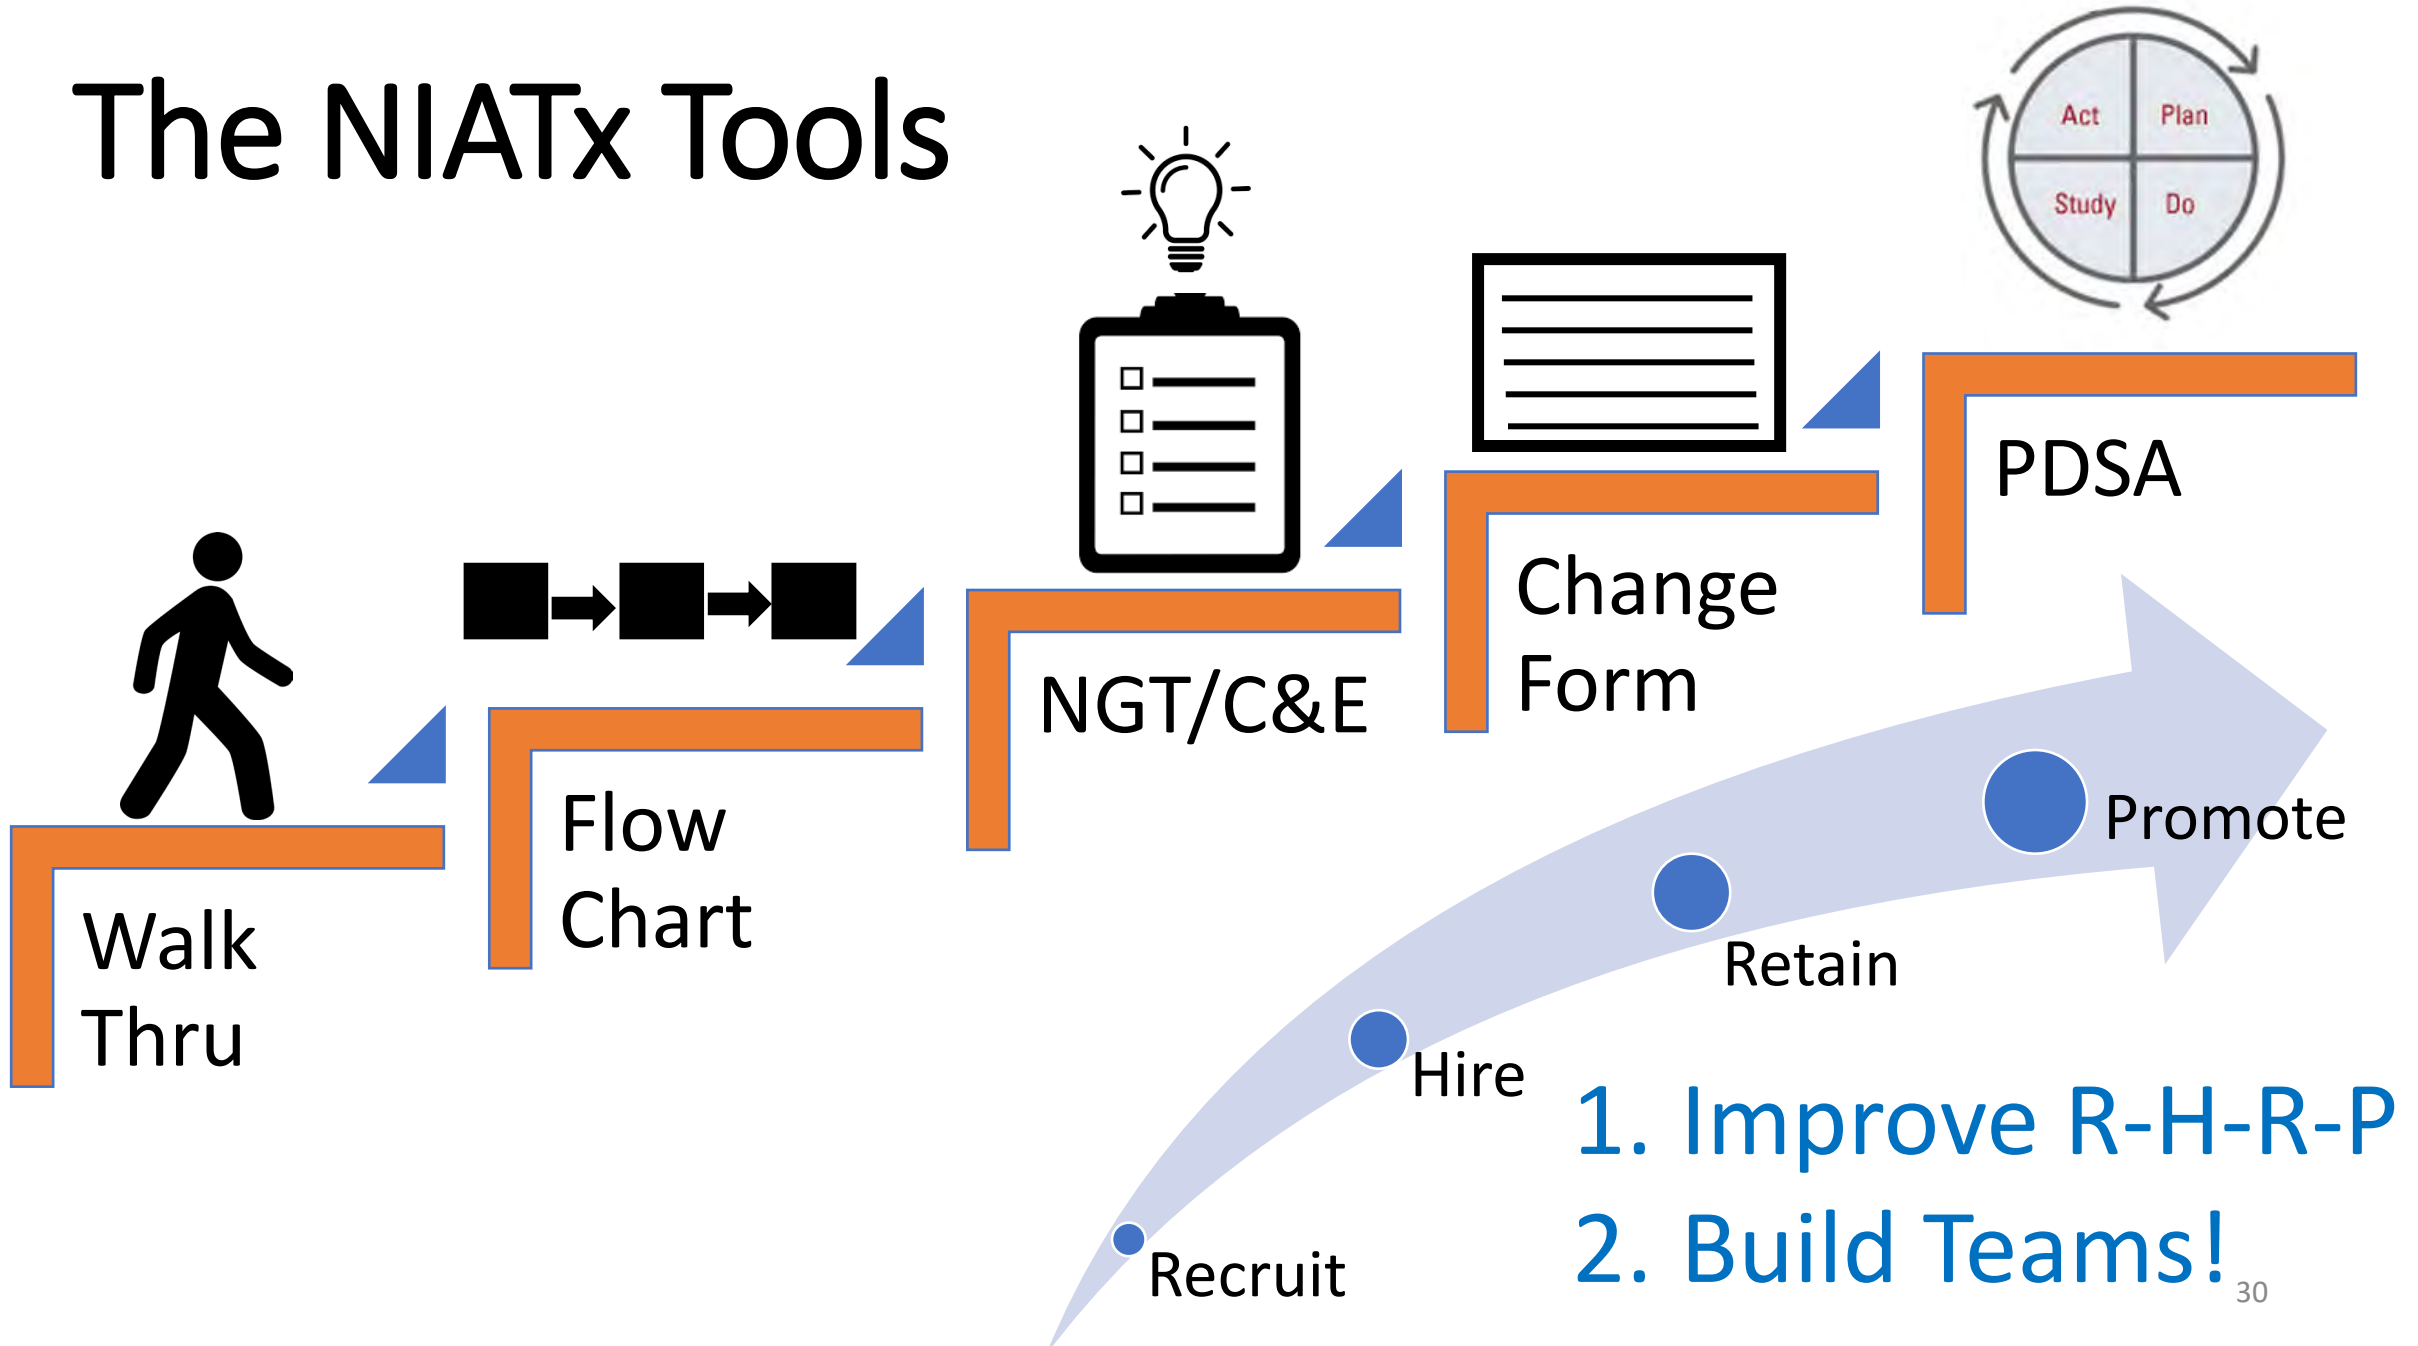 The NIATx Tools
Act
Plan
Study
Do
Walk
Thru
Flow
Chart
NGT/C&E
Change
Form
PDSA
Recruit
Hire
Retain
Promote
1. Improve R-H-R-P
2. Build Teams!
30